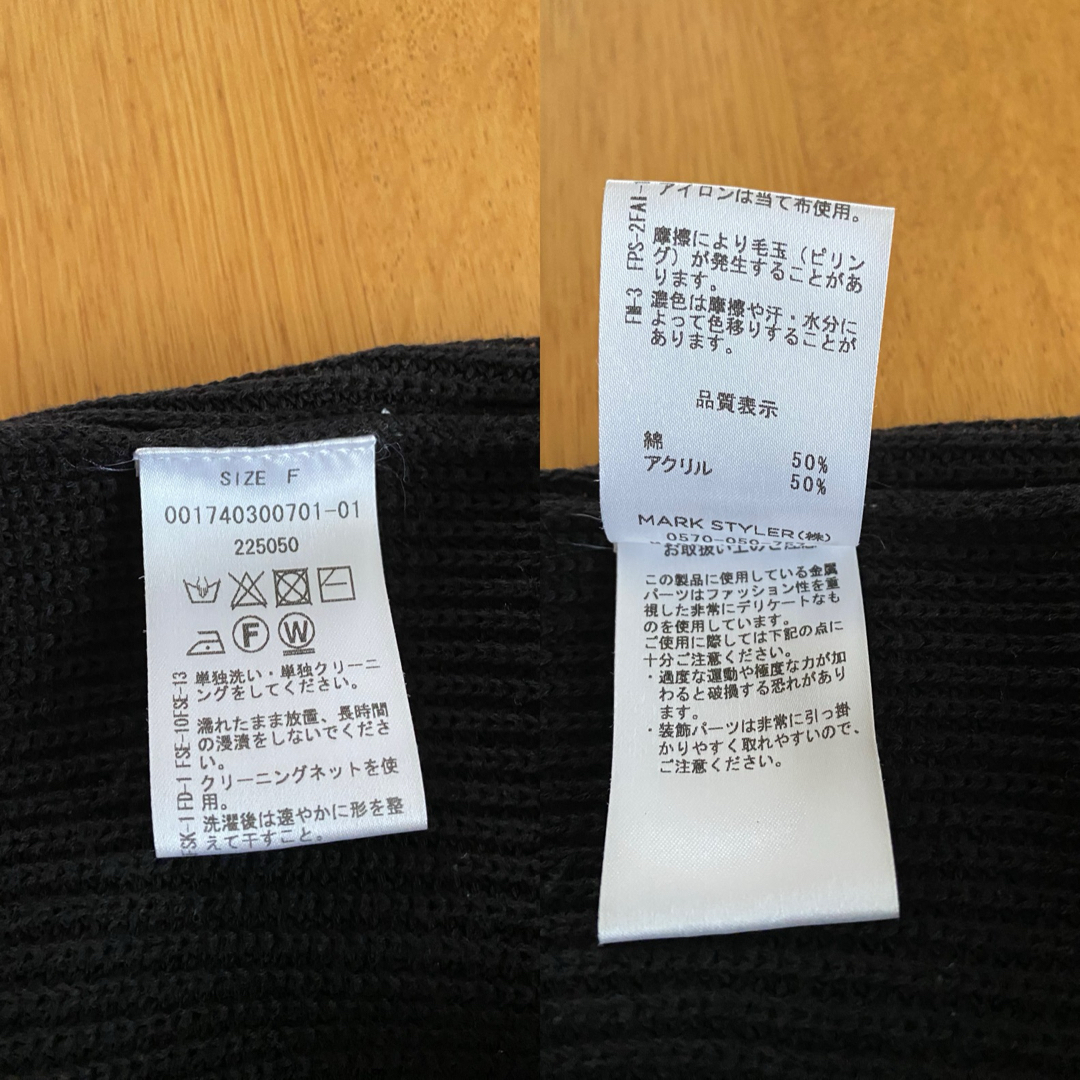 SIZE F
001740300701-01
225050
F W
単独洗い・単独クリーニ
ングをしてください。
濡れたまま放置、長時間
の浸漬をしないでくださ
い。
クリーニングネットを使
用。
洗濯後は速やかに形を整
えて干すこと。
FSK-1 FD-1 FSE-10FSE-13
アイロンは当て布使用。
摩擦により毛玉（ピリン
グ）が発生することがあ
ります。
濃色は摩擦や汗・水分に
よって色移りすることが
あります。
FW-3 FPS-2FAI-
品質表示
綿 50%
アクリル 50%
MARK STYLER(株)
0570-050-
お取扱い上のご注意
この製品に使用している金属
パーツはファッション性を重
視した非常にデリケートなも
のを使用しています。
ご使用に際しては下記の点に
十分ご注意ください。
・過度な運動や極度な力が加
わると破損する恐れがあり
ます。
・装飾パーツは非常に引っ掛
かりやすく取れやすいので、
ご注意ください。